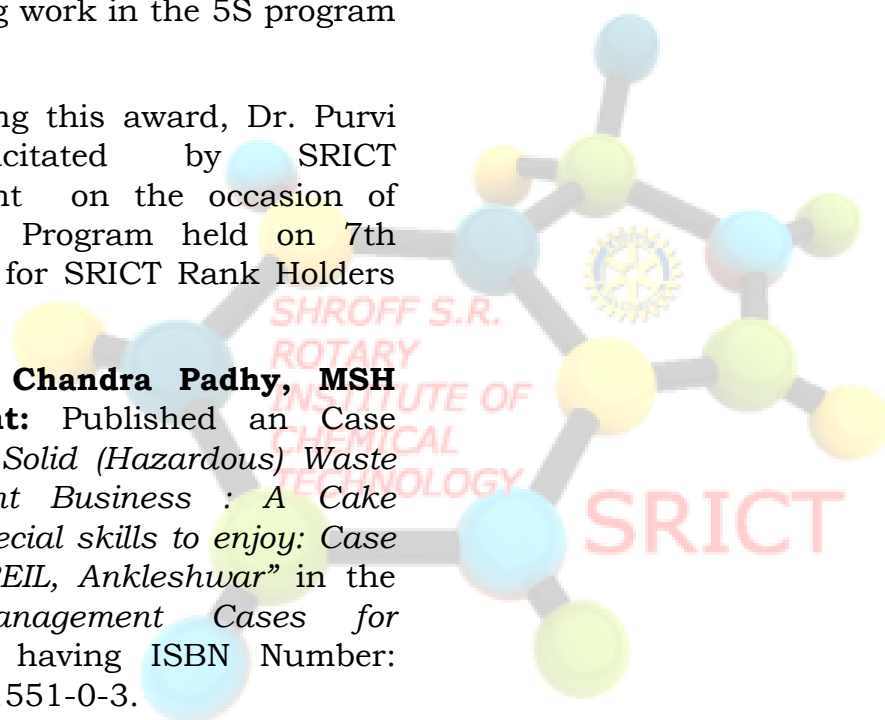 g work in the 5S program
ng this award, Dr. Purvi
icitated by SRICT
nt on the occasion of
Program held on 7th
for SRICT Rank Holders
Chandra Padhy, MSH
nt: Published an Case
Solid (Hazardous) Waste
nt Business : A Cake
ecial skills to enjoy: Case
EIL, Ankleshwar” in the
anagement Cases for
having ISBN Number:
551-0-3.
SHROFF S.R.
ROTARY
INSTITUTE OF
CHEMICAL
TECHNOLOGY
SRICT